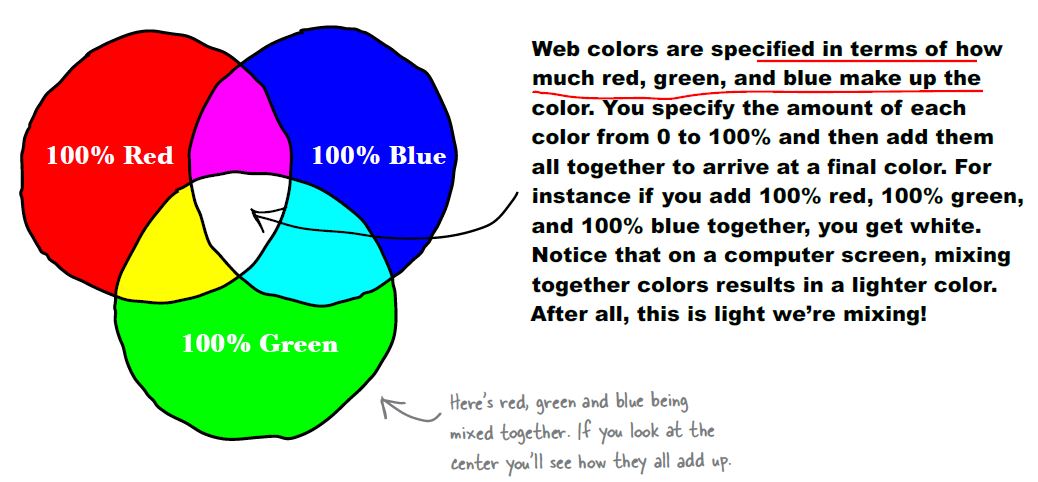 100% Red
100% Blue
100% Green
Web colors are specified in terms of how
much red, green, and blue make up the
color. You specify the amount of each
color from 0 to 100% and then add them
all together to arrive at a final color. For
instance if you add 100% red, 100% green,
and 100% blue together, you get white.
Notice that on a computer screen, mixing
together colors results in a lighter color.
After all, this is light we're mixing!
Here's red, green and blue being
mixed together. If you look at the
center you'll see how they all add up.